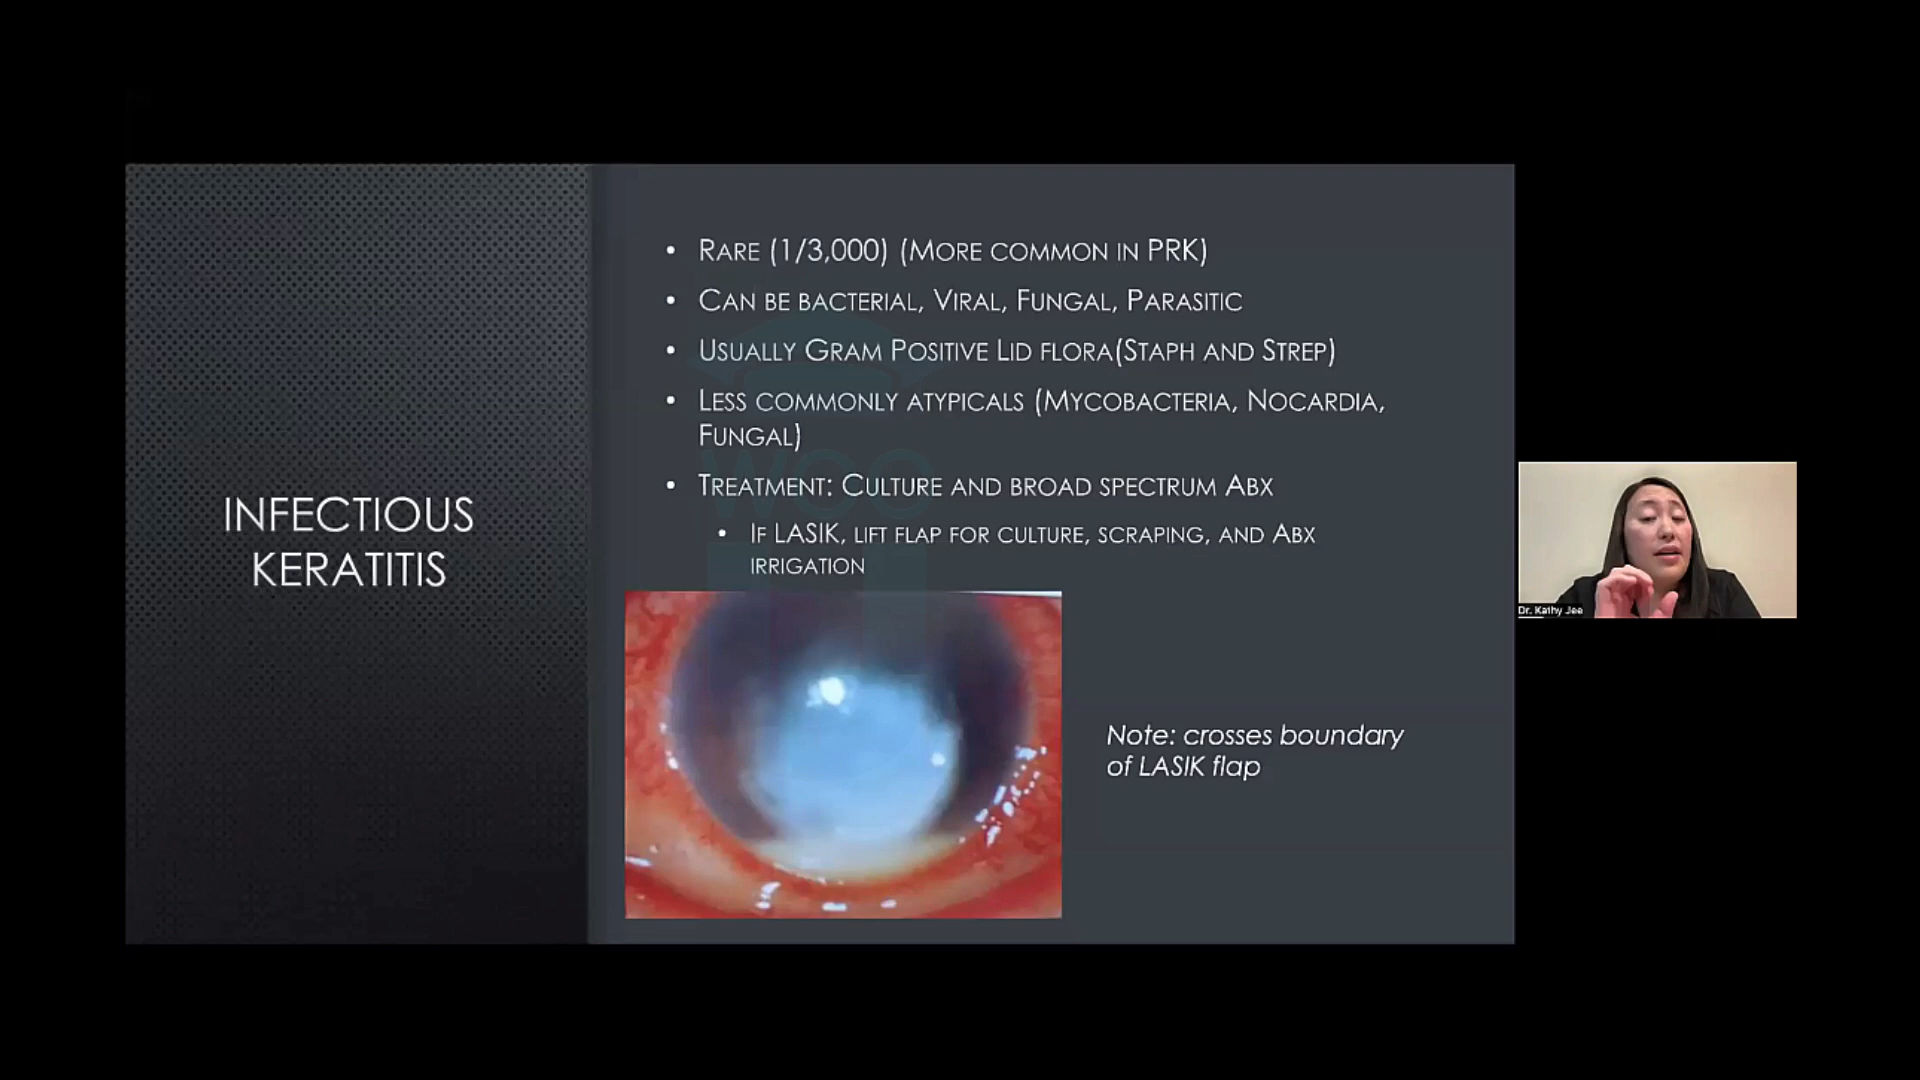 INFECTIOUS
KERATITIS
• RARE (1/3,000) (MORE COMMON IN PRK)
• CAN BE BACTERIAL, VIRAL, FUNGAL, PARASITIC
• USUALLY GRAM POSITIVE LID FLORA(STAPH AND STREP)
• LESS COMMONLY ATYPICALS (MYCOBACTERIA, NOCARDIA,
FUNGAL)
• TREATMENT: CULTURE AND BROAD SPECTRUM ABX
• IF LASIK, LIFT FLAP FOR CULTURE, SCRAPING, AND ABX
IRRIGATION
Note: crosses boundary
of LASIK flap
WOO
Dr. Kathy Jee